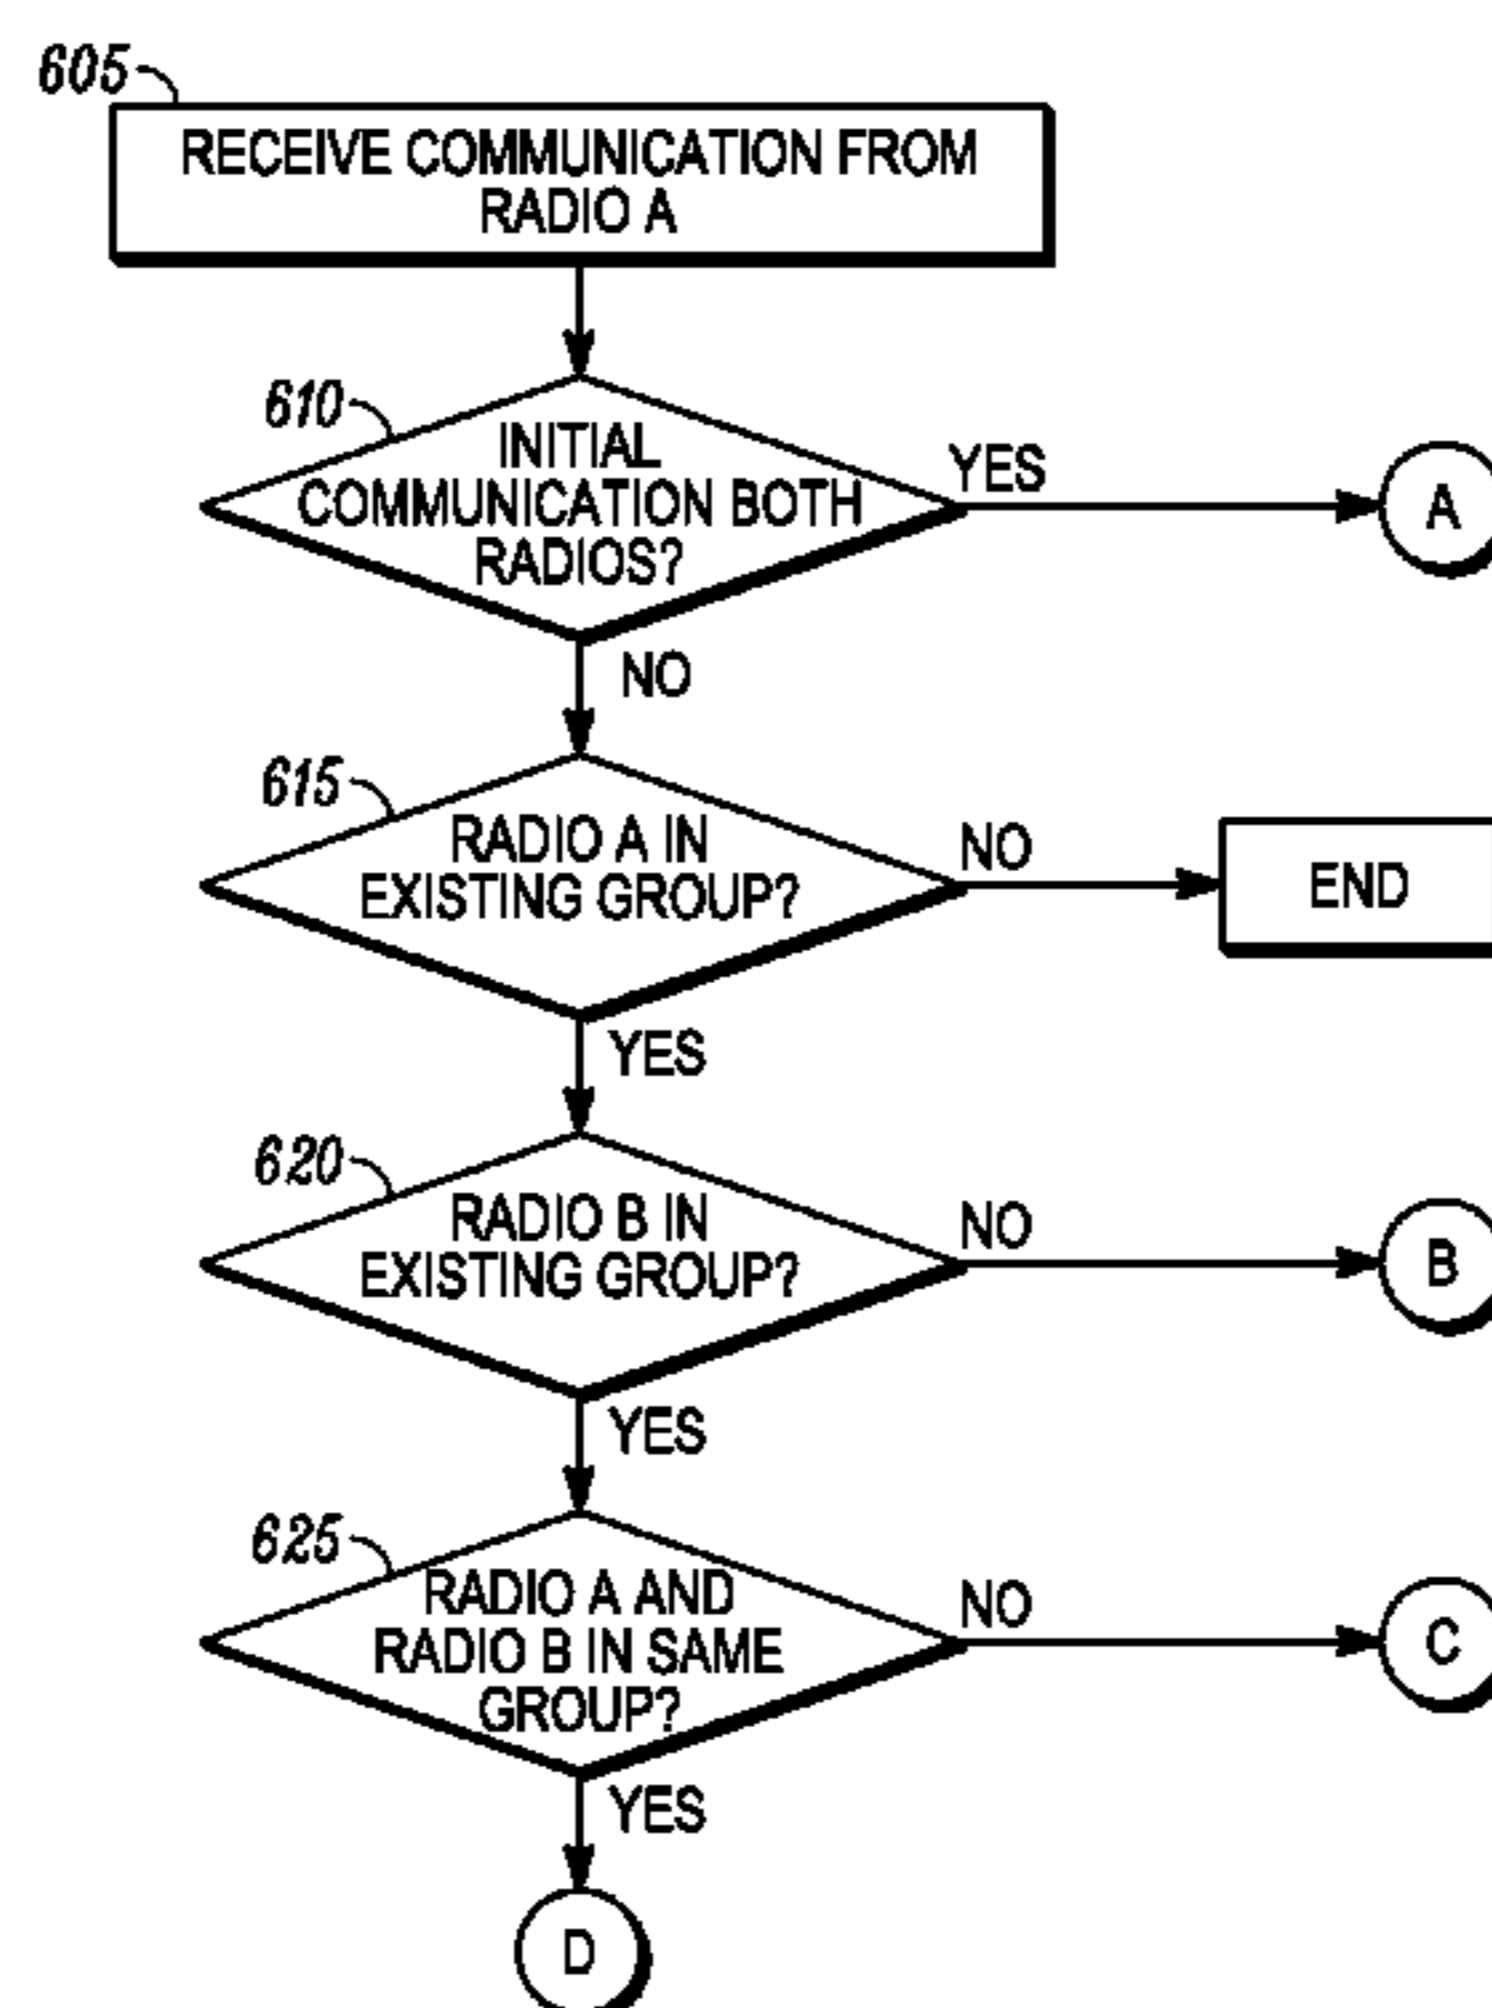 605
RECEIVE COMMUNICATION FROM
RADIO A
610
INITIAL
COMMUNICATION BOTH
RADIOS?
YES
A
NO
615
RADIO A IN
EXISTING GROUP?
NO
END
YES
620
RADIO B IN
EXISTING GROUP?
NO
B
YES
625
RADIO A AND
RADIO B IN SAME
GROUP?
NO
C
YES
D